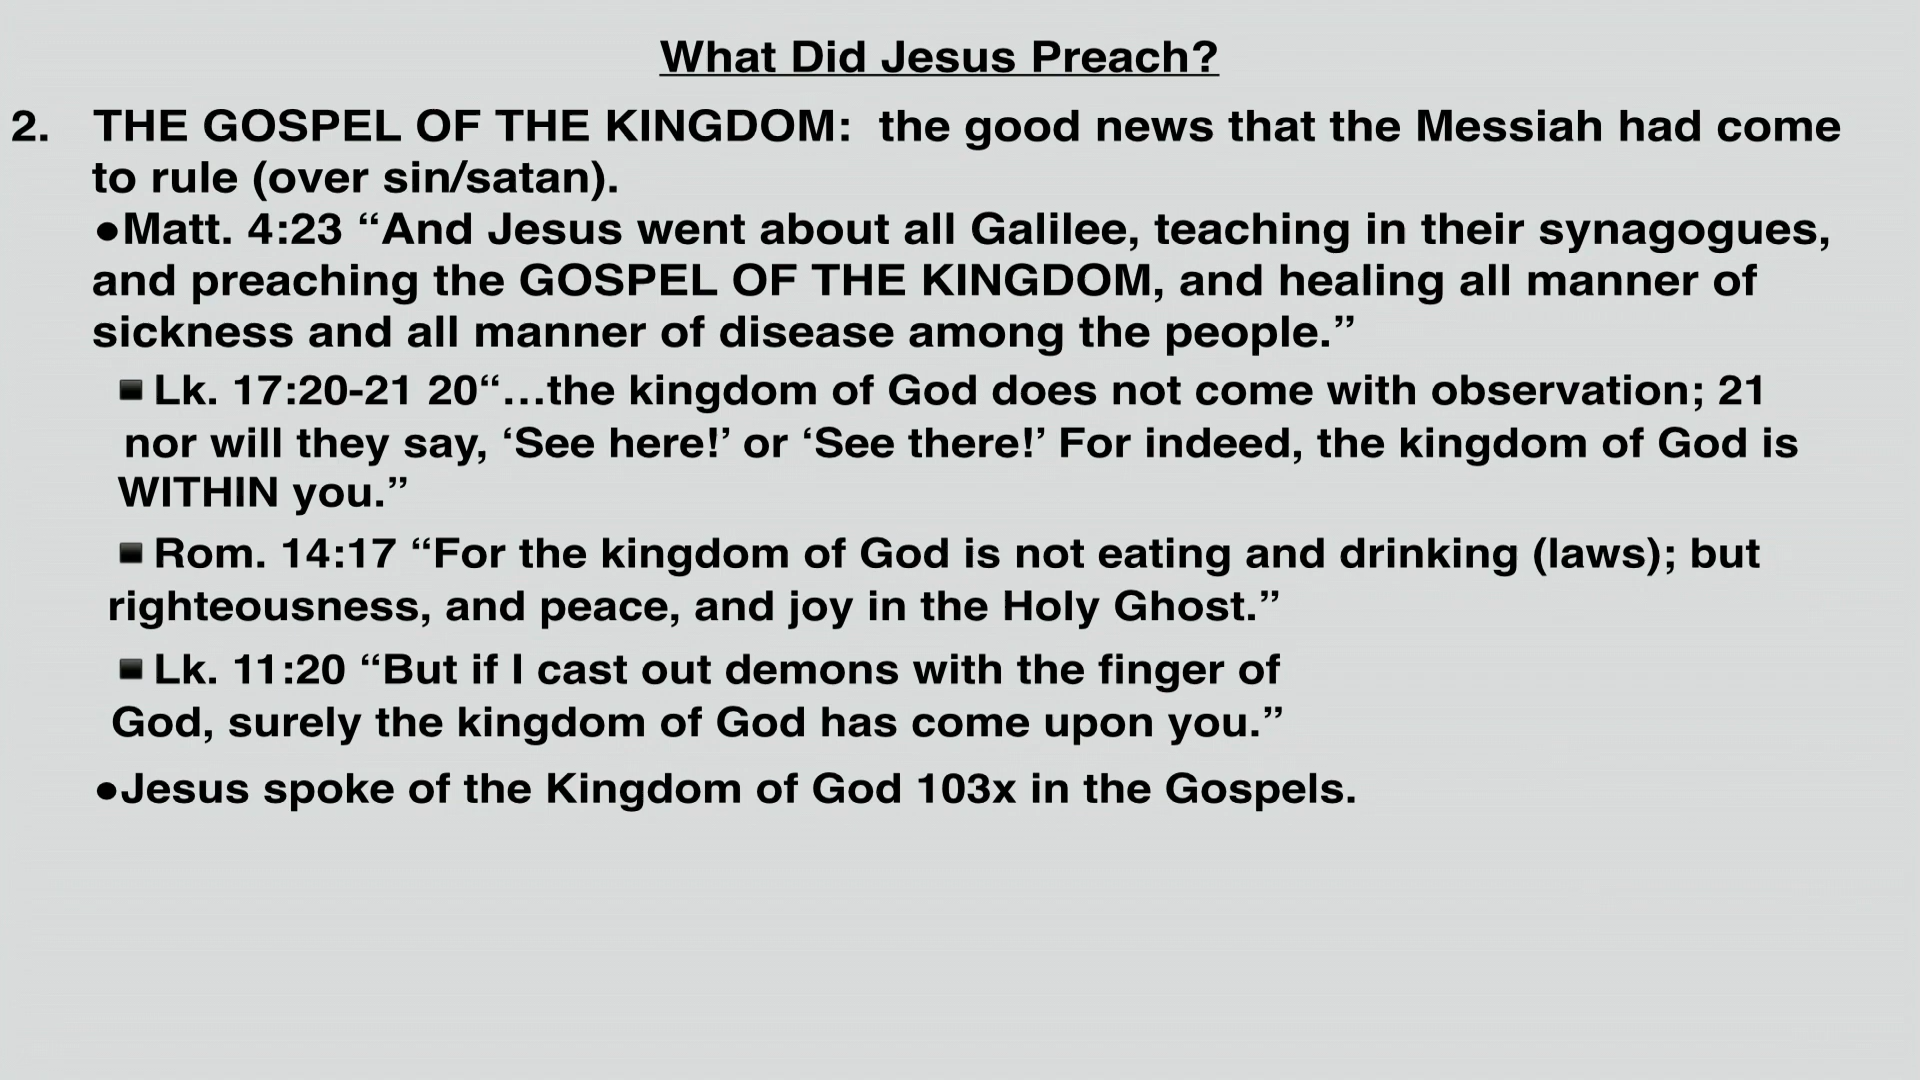 What Did Jesus Preach?
2. THE GOSPEL OF THE KINGDOM: the good news that the Messiah had come
to rule (over sin/satan).
●Matt. 4:23 “And Jesus went about all Galilee, teaching in their synagogues,
and preaching the GOSPEL OF THE KINGDOM, and healing all manner of
sickness and all manner of disease among the people.”
▪Lk. 17:20-21 20“…the kingdom of God does not come with observation; 21
nor will they say, ‘See here!’ or ‘See there!’ For indeed, the kingdom of God is
WITHIN you.”
▪Rom. 14:17 “For the kingdom of God is not eating and drinking (laws); but
righteousness, and peace, and joy in the Holy Ghost.”
▪Lk. 11:20 “But if I cast out demons with the finger of
God, surely the kingdom of God has come upon you.”
●Jesus spoke of the Kingdom of God 103x in the Gospels.